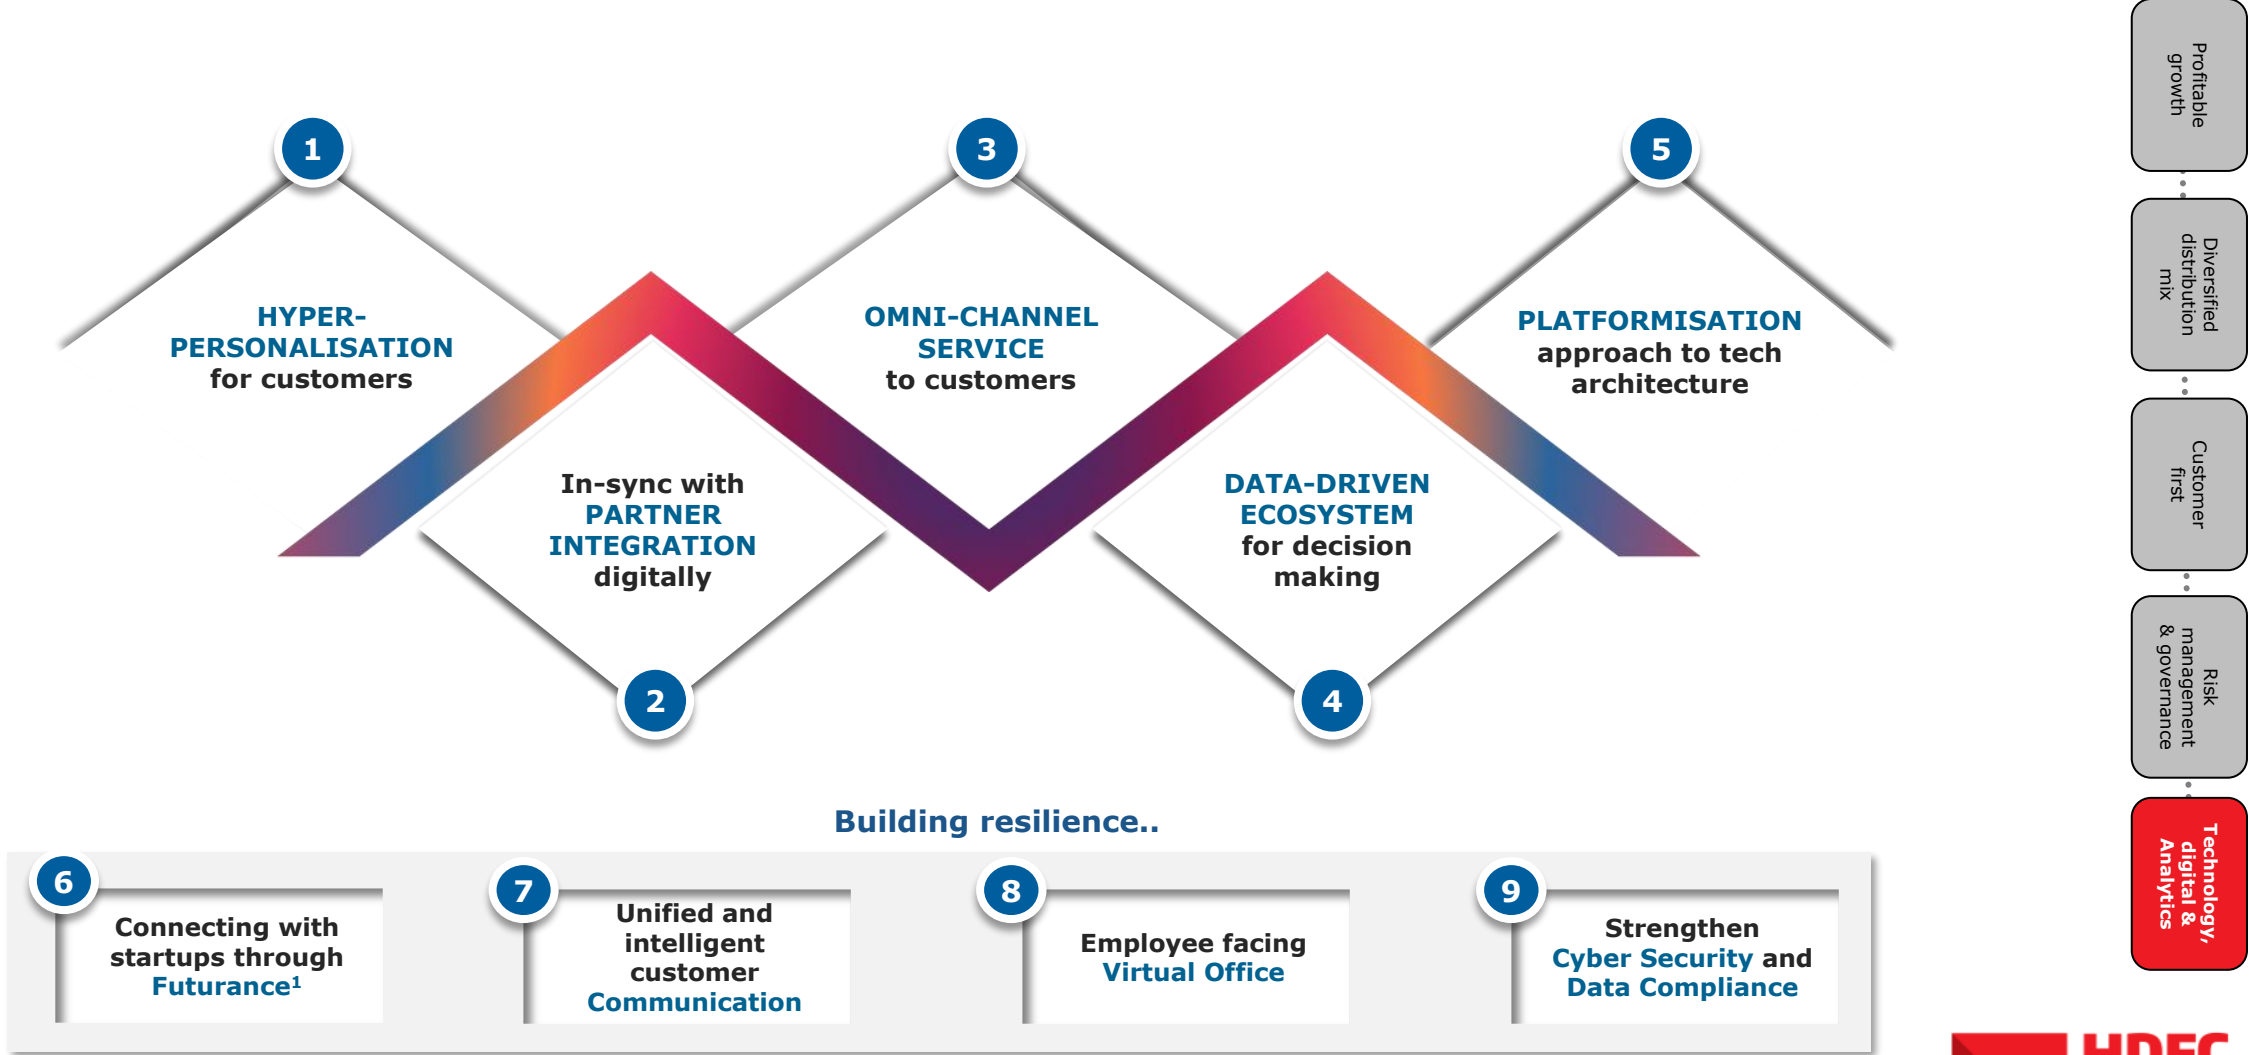 1
HYPER-
PERSONALISATION
for customers
2
In-sync with
PARTNER
INTEGRATION
digitally
3
OMNI-CHANNEL
SERVICE
to customers
4
DATA-DRIVEN
ECOSYSTEM
for decision
making
5
PLATFORMISATION
approach to tech
architecture
Building resilience..
6
Connecting with
startups through
Futurance¹
7
Unified and
intelligent
customer
Communication
8
Employee facing
Virtual Office
9
Strengthen
Cyber Security and
Data Compliance
Profitable
growth
Diversified
distribution
mix
Customer
first
Risk
management
& governance
Technology,
digital &
Analytics
HDFC